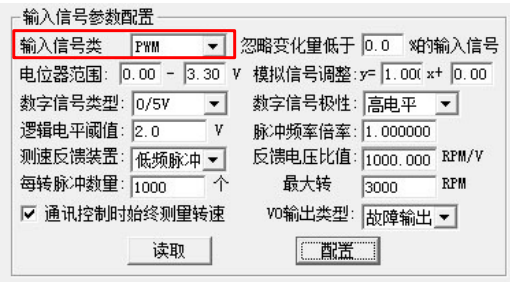 输入信号参数配置
输入信号类 PWM 忽略变化量低于 0.0 %的输入信号
电位器范围: 0.00 - 3.30 V 模拟信号调整: y= 1.00( x+ 0.00
数字信号类型: 0/5V 数字信号极性: 高电平
逻辑电平阈值: 2.0 V 脉冲频率倍率: 1.000000
测速反馈装置: 低频脉冲 反馈电压比值: 1000.000 RPM/V
每转脉冲数量: 1000 个 最大转 3000 RPM
通讯控制时始终测量转速 VO输出类型: 故障输出
读取 配置